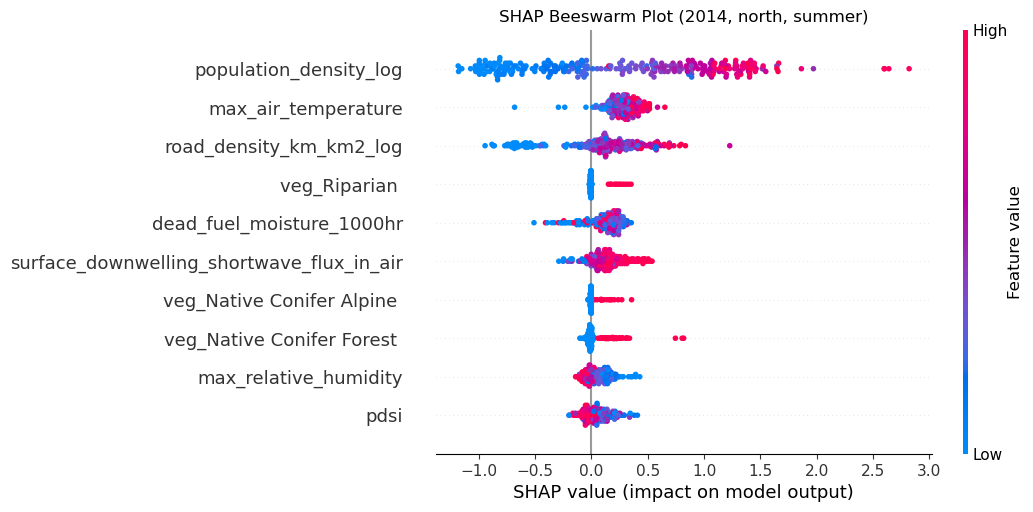 SHAP Beeswarm Plot (2014, north, summer)
High
population_density_log
max_air_temperature
road_density_km_km2_log
veg_Riparian
dead_fuel_moisture_1000hr
surface_downwelling_shortwave_flux_in_air
veg_Native Conifer Alpine
veg_Native Conifer Forest
max_relative_humidity
pdsi
Feature value
Low
−1.0 −0.5 0.0 0.5 1.0 1.5 2.0 2.5 3.0
SHAP value (impact on model output)